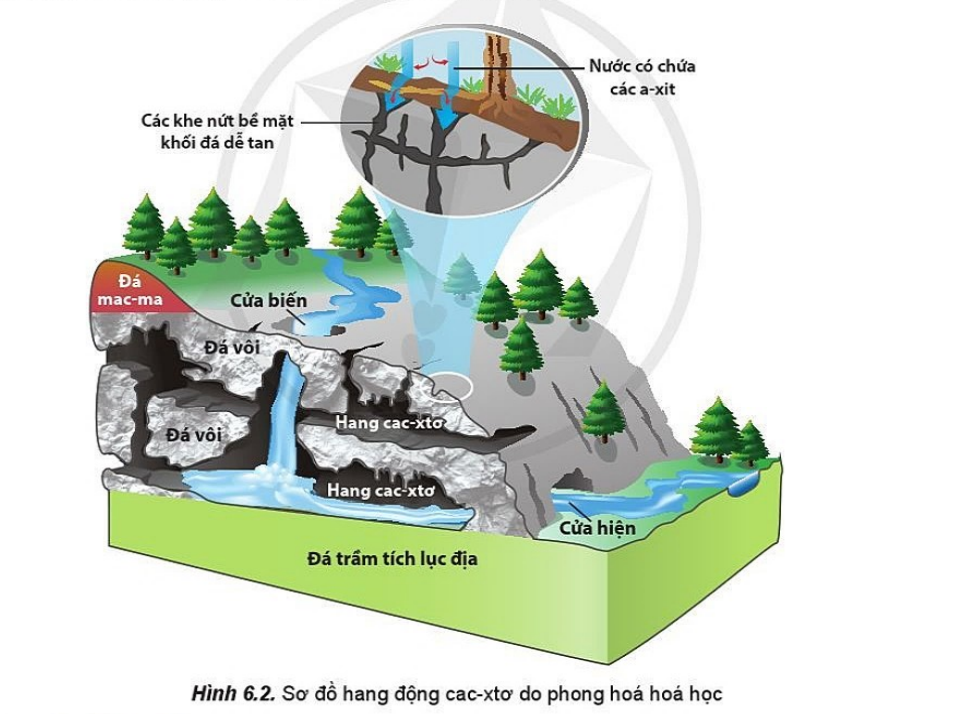 Nước có chứa
các a-xit
Các khe nứt bề mặt
khối đá dễ tan
Đá
mac-ma
Cửa biến
Đá vôi
Hang cac-xtơ
Đá vôi
Hang cac-xtơ
Cửa hiện
Đá trầm tích lục địa
Hình 6.2. Sơ đồ hang động cac-xtơ do phong hoá hoá học